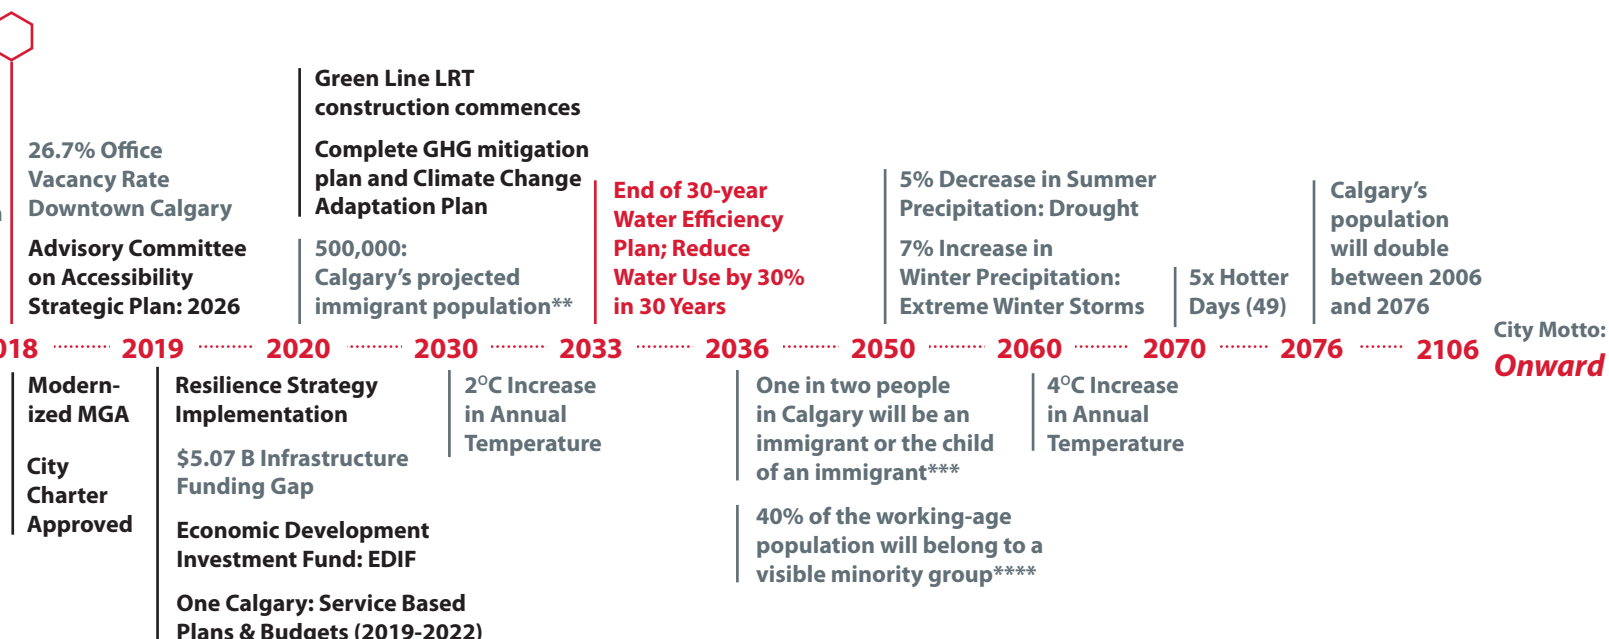 26.7% Office
Vacancy Rate
Downtown Calgary
Advisory Committee
on Accessibility
Strategic Plan: 2026
Green Line LRT
construction commences
Complete GHG mitigation
plan and Climate Change
Adaptation Plan
500,000:
Calgary's projected
immigrant population**
End of 30-year
Water Efficiency
Plan; Reduce
Water Use by 30%
in 30 Years
5% Decrease in Summer
Precipitation: Drought
7% Increase in
Winter Precipitation:
Extreme Winter Storms
5x Hotter
Days (49)
Calgary's
population
will double
between 2006
and 2076
018 2019 2020 2030 2033 2036 2050 2060 2070 2076 2106
City Motto:
Onward
Modern-
ized MGA
City
Charter
Approved
Resilience Strategy
Implementation
$5.07 B Infrastructure
Funding Gap
Economic Development
Investment Fund: EDIF
One Calgary: Service Based
Plans & Budgets (2019-2022)
2°C Increase
in Annual
Temperature
One in two people
in Calgary will be an
immigrant or the child
of an immigrant***
40% of the working-age
population will belong to a
visible minority group****
4°C Increase
in Annual
Temperature